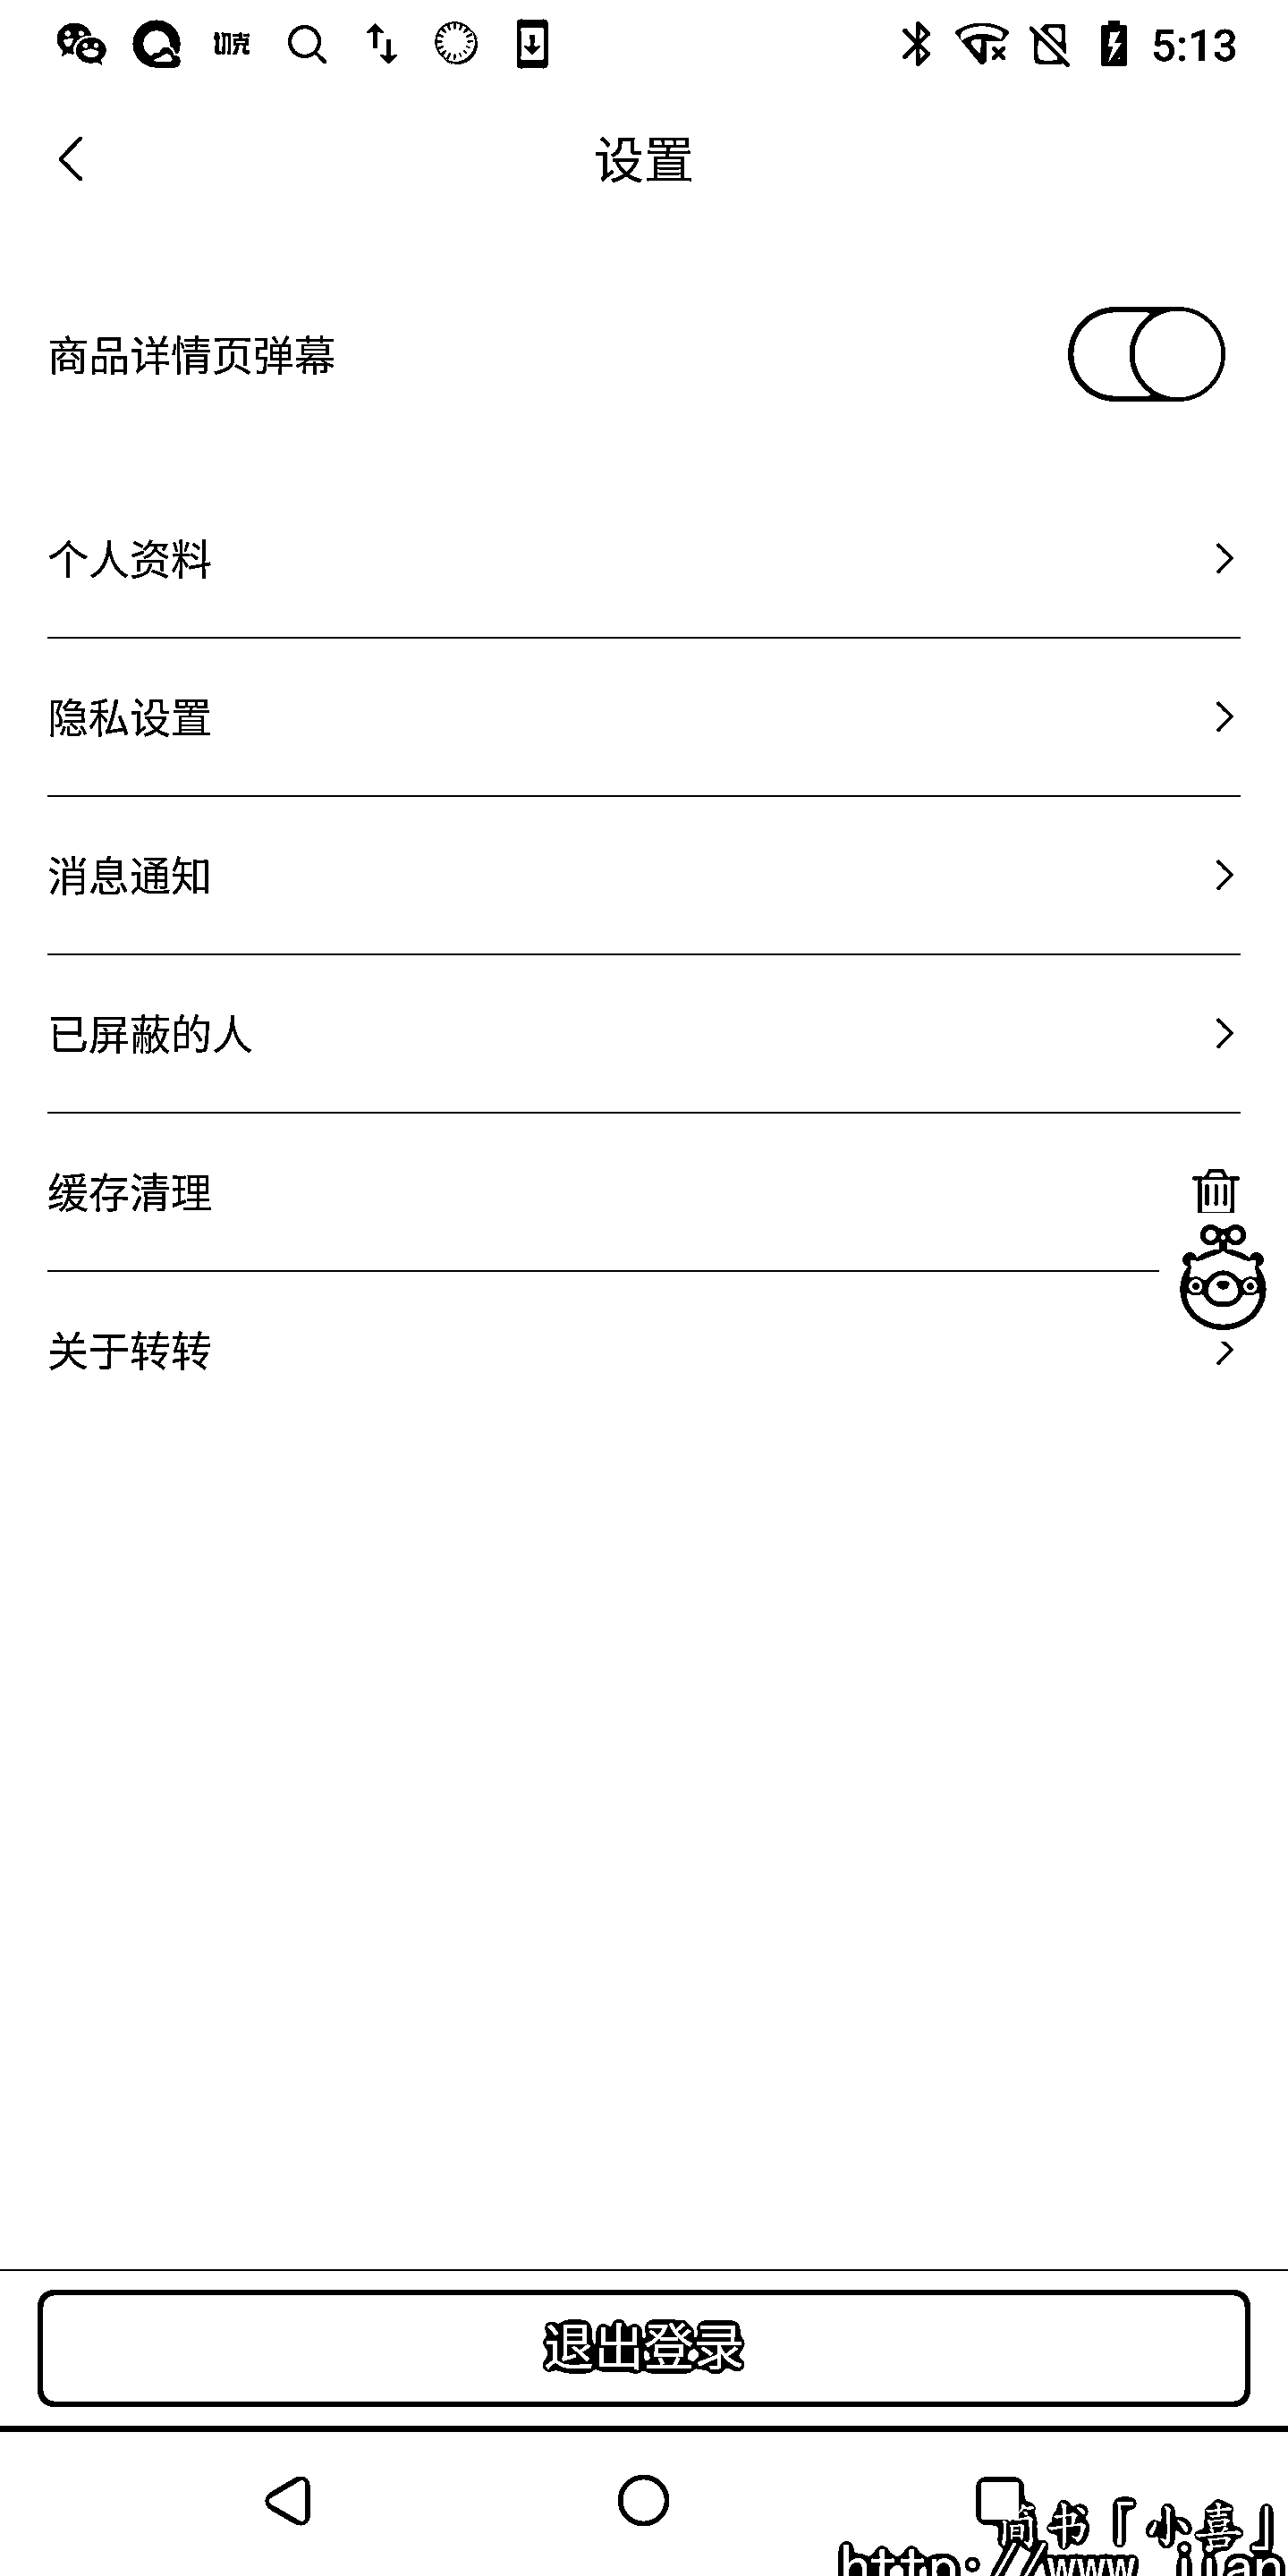 5:13
设置
商品详情页弹幕
个人资料
隐私设置
消息通知
已屏蔽的人
缓存清理
关于转转
退出登录
简书「小喜」
http://www.jian